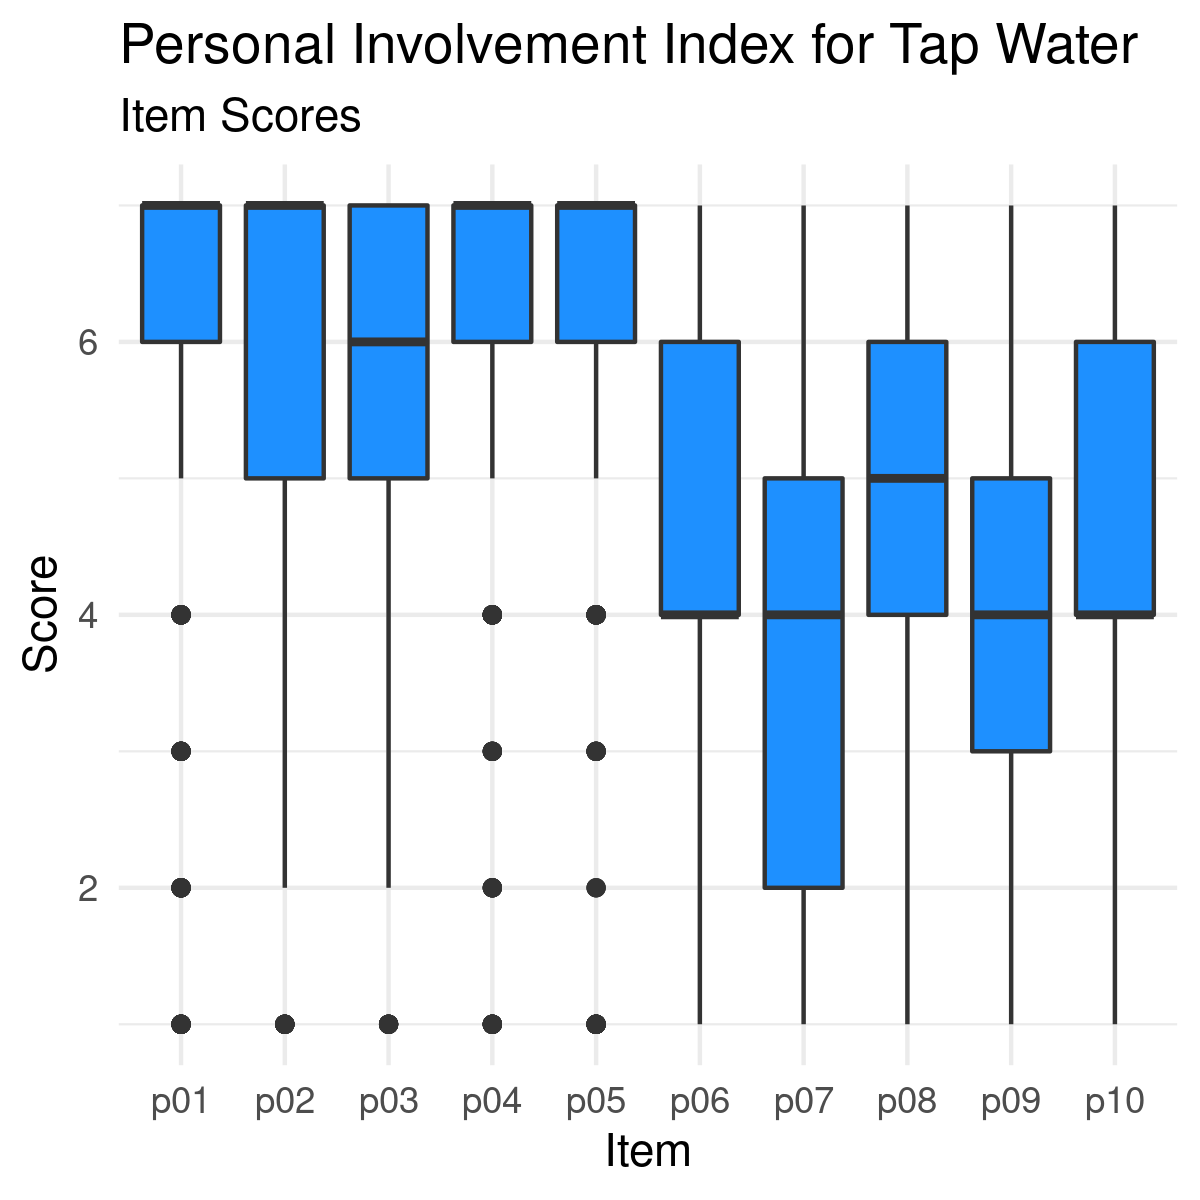 Personal Involvement Index for Tap Water
Item Scores
Score
6
4
2
p01 p02 p03 p04 p05 p06 p07 p08 p09 p10
Item